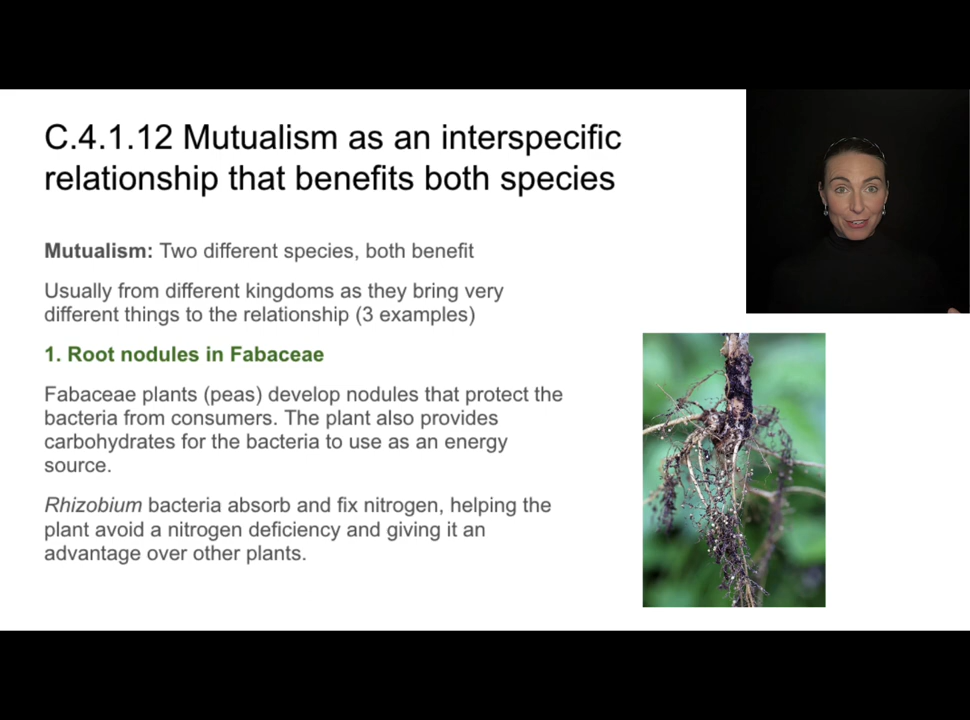 C.4.1.12 Mutualism as an interspecific
relationship that benefits both species
Mutualism: Two different species, both benefit
Usually from different kingdoms as they bring very
different things to the relationship (3 examples)
1. Root nodules in Fabaceae
Fabaceae plants (peas) develop nodules that protect the
bacteria from consumers. The plant also provides
carbohydrates for the bacteria to use as an energy
source.
Rhizobium bacteria absorb and fix nitrogen, helping the
plant avoid a nitrogen deficiency and giving it an
advantage over other plants.